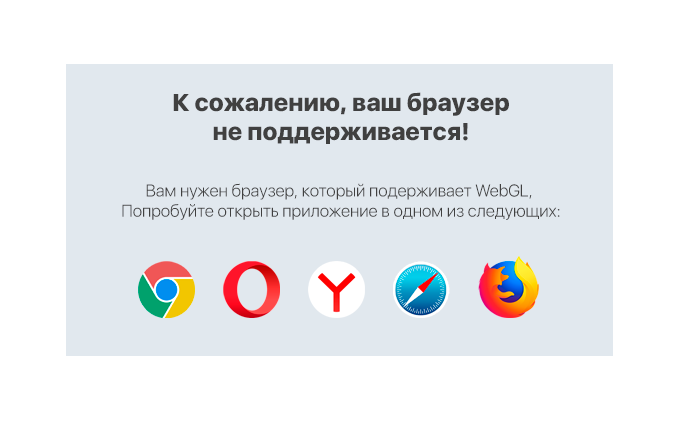 К сожалению, ваш браузер
не поддерживается!
Вам нужен браузер, который подерживает WebGL,
Попробуйте открыть приложение в одном из следующих: